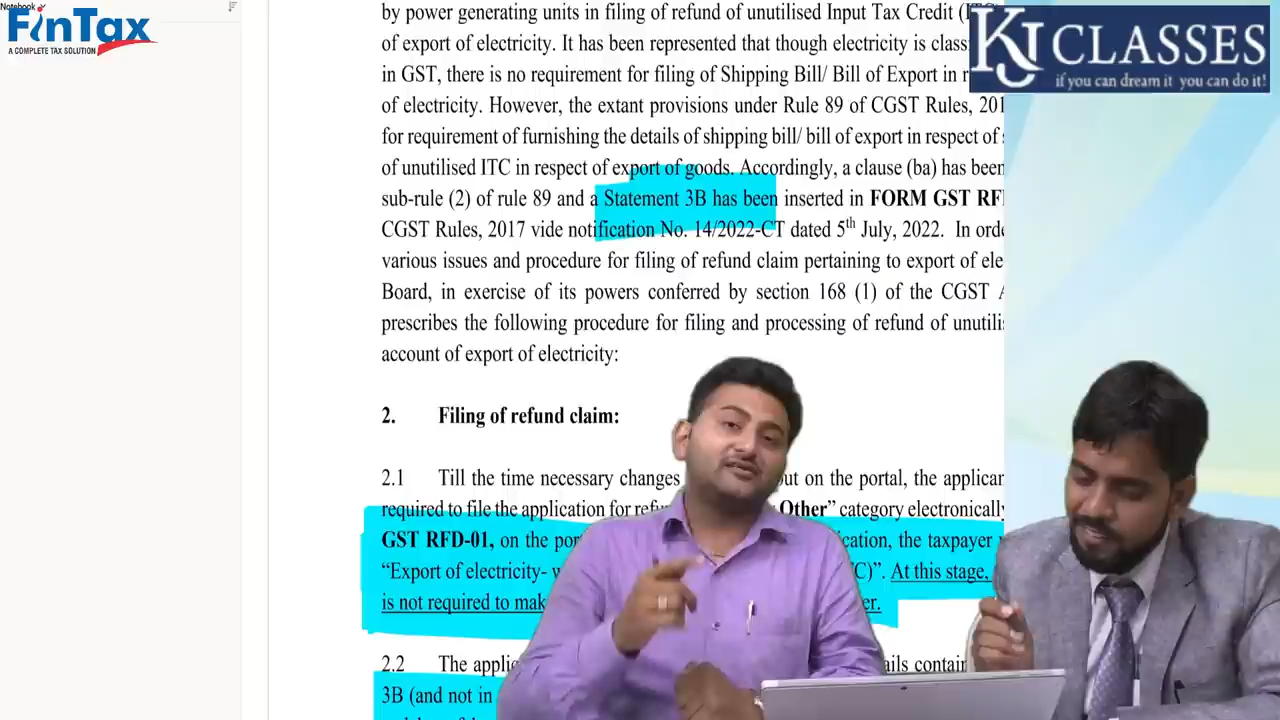 Notebook
FinTax
A COMPLETE TAX SOLUTION
KJ CLASSES
if you can dream it you can do it!
by power generating units in filing of refund of unutilised Input Tax Credit
of export of electricity. It has been represented that though electricity is
in GST, there is no requirement for filing of Shipping Bill/ Bill of Export in
of electricity. However, the extant provisions under Rule 89 of CGST Rules,
for requirement of furnishing the details of shipping bill/ bill of export in respect of
of unutilised ITC in respect of export of goods. Accordingly, a clause (ba) has been
sub-rule (2) of rule 89 and a Statement 3B has been inserted in FORM GST
CGST Rules, 2017 vide notification No. 14/2022-CT dated 5th July, 2022. In
various issues and procedure for filing of refund claim pertaining to export of
Board, in exercise of its powers conferred by section 168 (1) of the CGST
prescribes the following procedure for filing and processing of refund of
account of export of electricity:
2. Filing of refund claim:
2.1 Till the time necessary changes out on the portal, the
required to file the application for Other” category electronically
GST RFD-01, on the the taxpayer
“Export of electricity- At this stage,
is not required to
2.2 The
3B (and not in